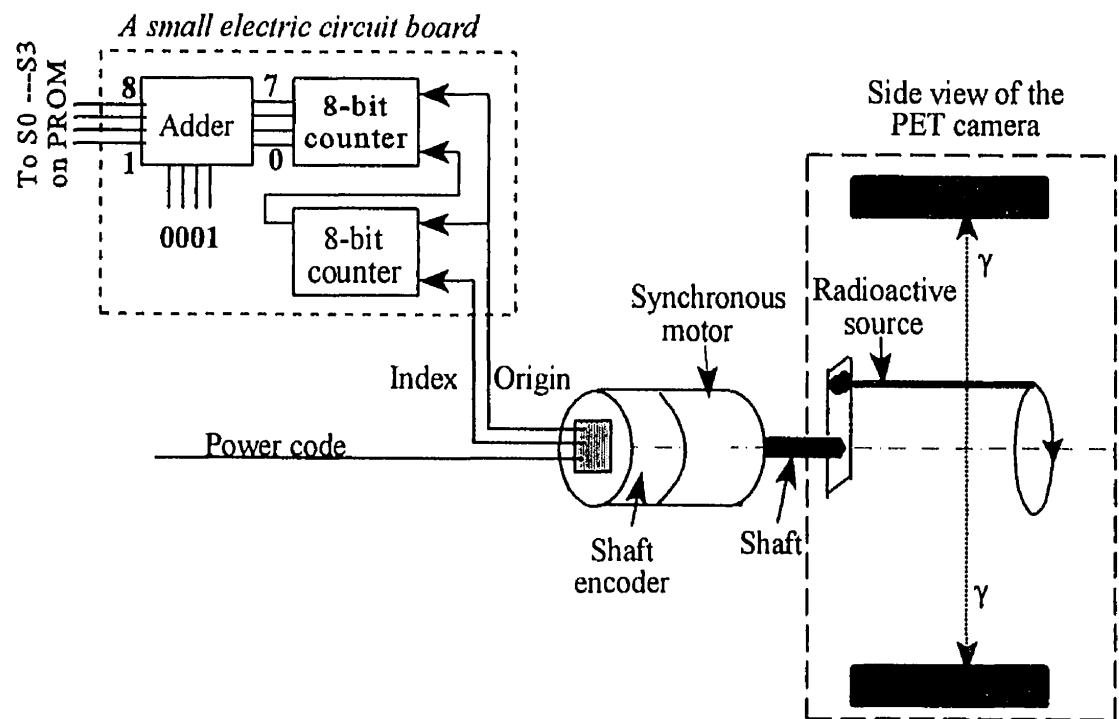 A small electric circuit board
To S0 ---S3
on PROM
8
1
Adder
7
0
8-bit
counter
0001
8-bit
counter
Side view of the
PET camera
γ
Radioactive
source
Synchronous
motor
Index
Origin
Power code
Shaft
encoder
Shaft
γ